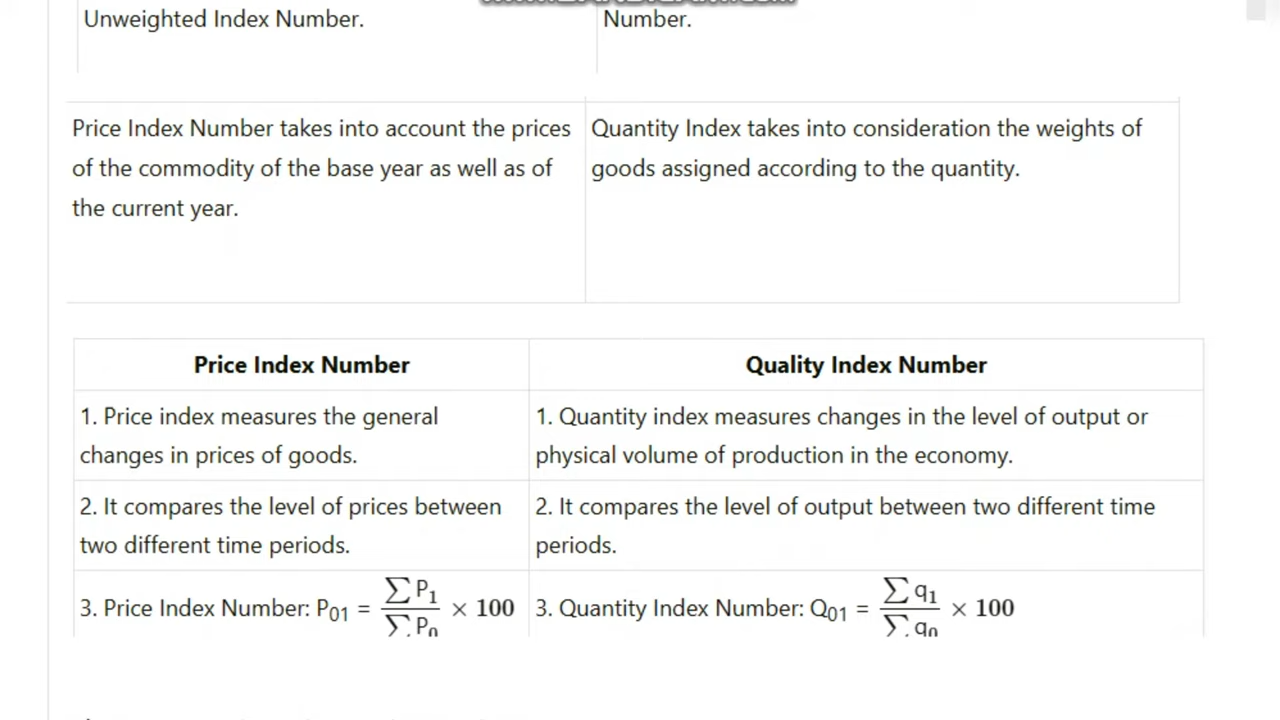 Unweighted Index Number.
Number.
Price Index Number takes into account the prices
of the commodity of the base year as well as of
the current year.
Quantity Index takes into consideration the weights of
goods assigned according to the quantity.
Price Index Number
Quality Index Number
1. Price index measures the general
changes in prices of goods.
1. Quantity index measures changes in the level of output or
physical volume of production in the economy.
2. It compares the level of prices between
two different time periods.
2. It compares the level of output between two different time
periods.
3. Price Index Number: P01 = ∑ P1 / ∑ P0 × 100
3. Quantity Index Number: Q01 = ∑ q1 / ∑ q0 × 100